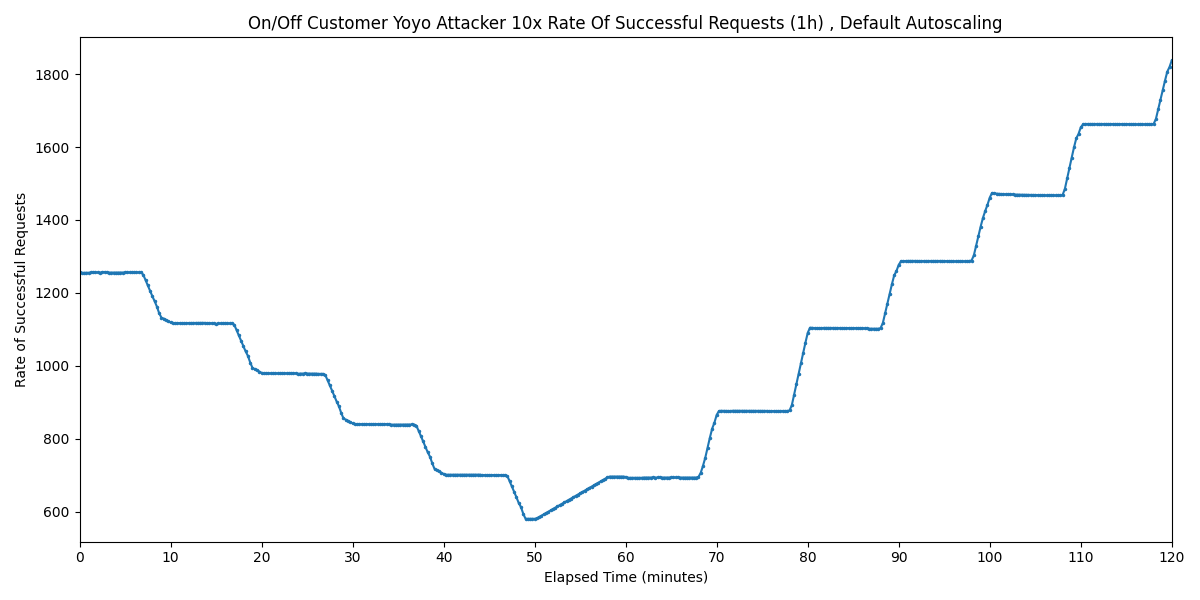 On/Off Customer Yoyo Attacker 10x Rate Of Successful Requests (1h) , Default Autoscaling
1800
1600
1400
1200
1000
800
600
Rate of Successful Requests
0 10 20 30 40 50 60 70 80 90 100 110 120
Elapsed Time (minutes)